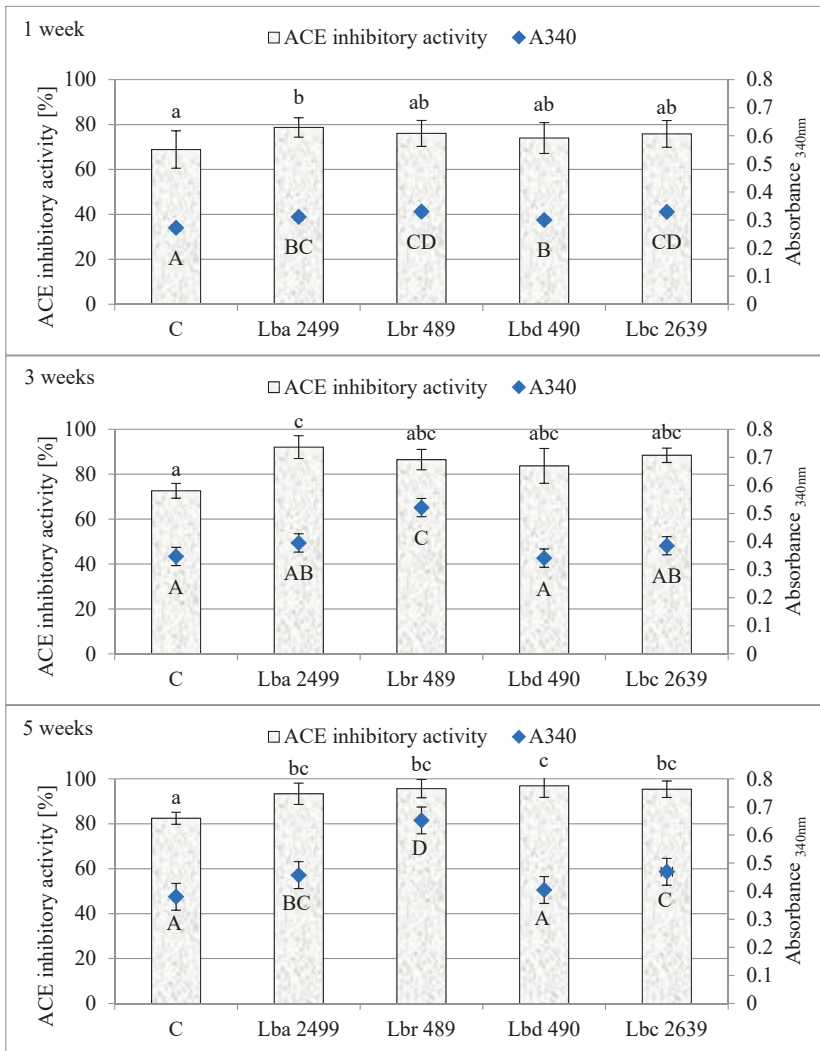 1 week
ACE inhibitory activity A340
ACE inhibitory activity [%]
100
80
60
40
20
0
a b ab ab ab
A BC CD B CD
0.8
0.7
0.6
0.5
0.4
0.3
0.2
0.1
0
Absorbance 340nm
C Lba 2499 Lbr 489 Lbd 490 Lbc 2639
3 weeks
ACE inhibitory activity A340
ACE inhibitory activity [%]
100
80
60
40
20
0
a c abc abc abc
A AB C A AB
0.8
0.7
0.6
0.5
0.4
0.3
0.2
0.1
0
Absorbance 340nm
C Lba 2499 Lbr 489 Lbd 490 Lbc 2639
5 weeks
ACE inhibitory activity A340
ACE inhibitory activity [%]
100
80
60
40
20
0
a bc bc c bc
A BC D A C
0.8
0.7
0.6
0.5
0.4
0.3
0.2
0.1
0
Absorbance 340nm
C Lba 2499 Lbr 489 Lbd 490 Lbc 2639